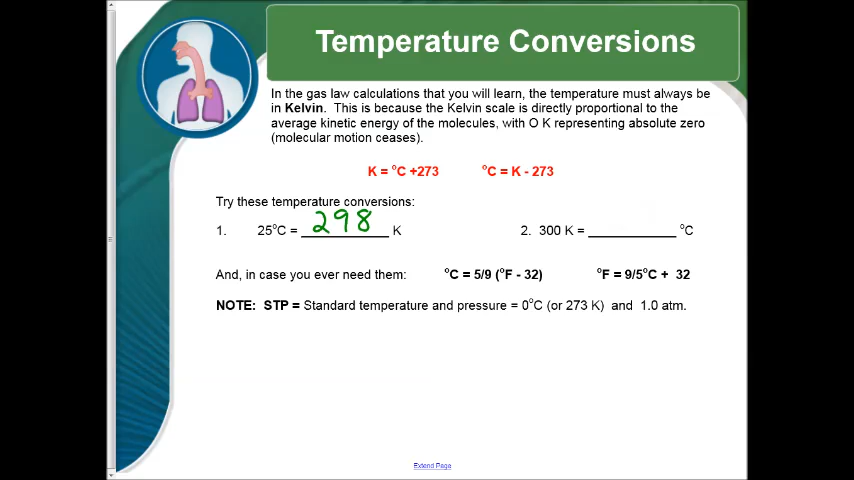 Temperature Conversions
In the gas law calculations that you will learn, the temperature must always be
in Kelvin. This is because the Kelvin scale is directly proportional to the
average kinetic energy of the molecules, with O K representing absolute zero
(molecular motion ceases).
K = °C +273 °C = K - 273
Try these temperature conversions:
1. 25°C = 298 K 2. 300 K = ____________ °C
And, in case you ever need them: °C = 5/9 (°F - 32) °F = 9/5°C + 32
NOTE: STP = Standard temperature and pressure = 0°C (or 273 K) and 1.0 atm.
Extend Page